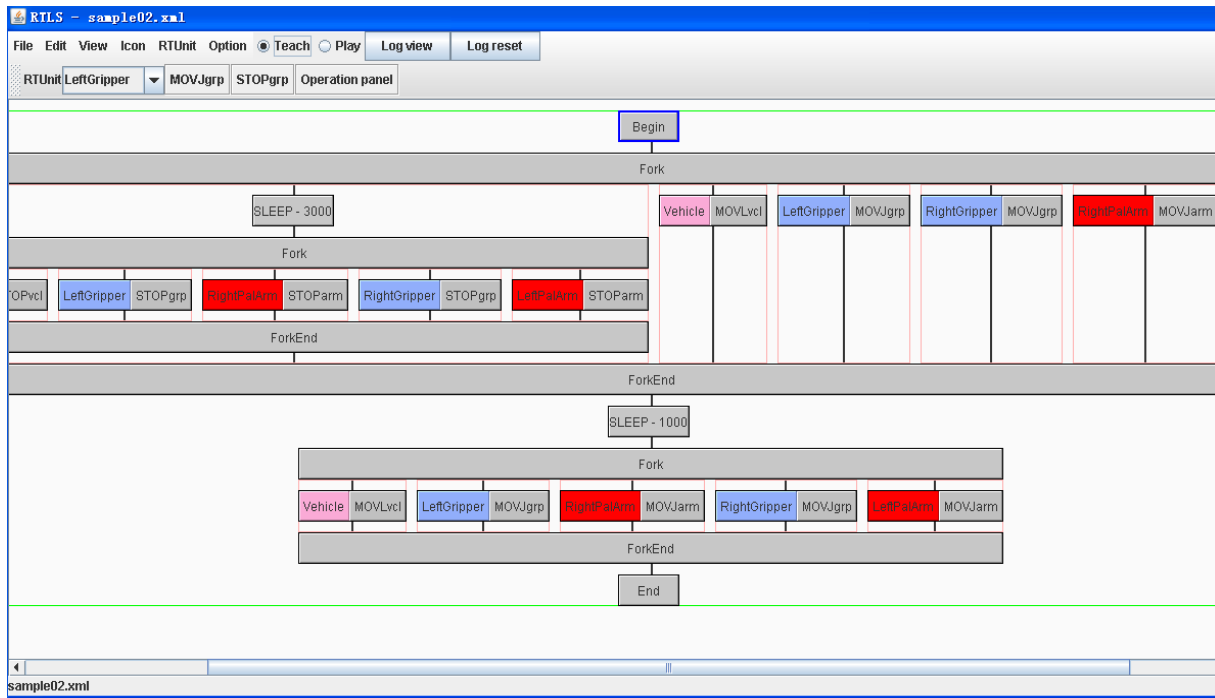 RTLS - sample02.xml
File Edit View Icon RTUnit Option Teach Play Log view Log reset
RTUnit LeftGripper MOVJgrp STOPgrp Operation panel
Begin
Fork
SLEEP - 3000 Vehicle MOVLvcl LeftGripper MOVJgrp RightGripper MOVJgrp RightPalArm MOVJarm
Fork
TOPvcl LeftGripper STOPgrp RightPalArm STOParm RightGripper STOPgrp LeftPalArm STOParm
ForkEnd
ForkEnd
SLEEP - 1000
Fork
Vehicle MOVLvcl LeftGripper MOVJgrp RightPalArm MOVJarm RightGripper MOVJgrp LeftPalArm MOVJarm
ForkEnd
End
sample02.xml